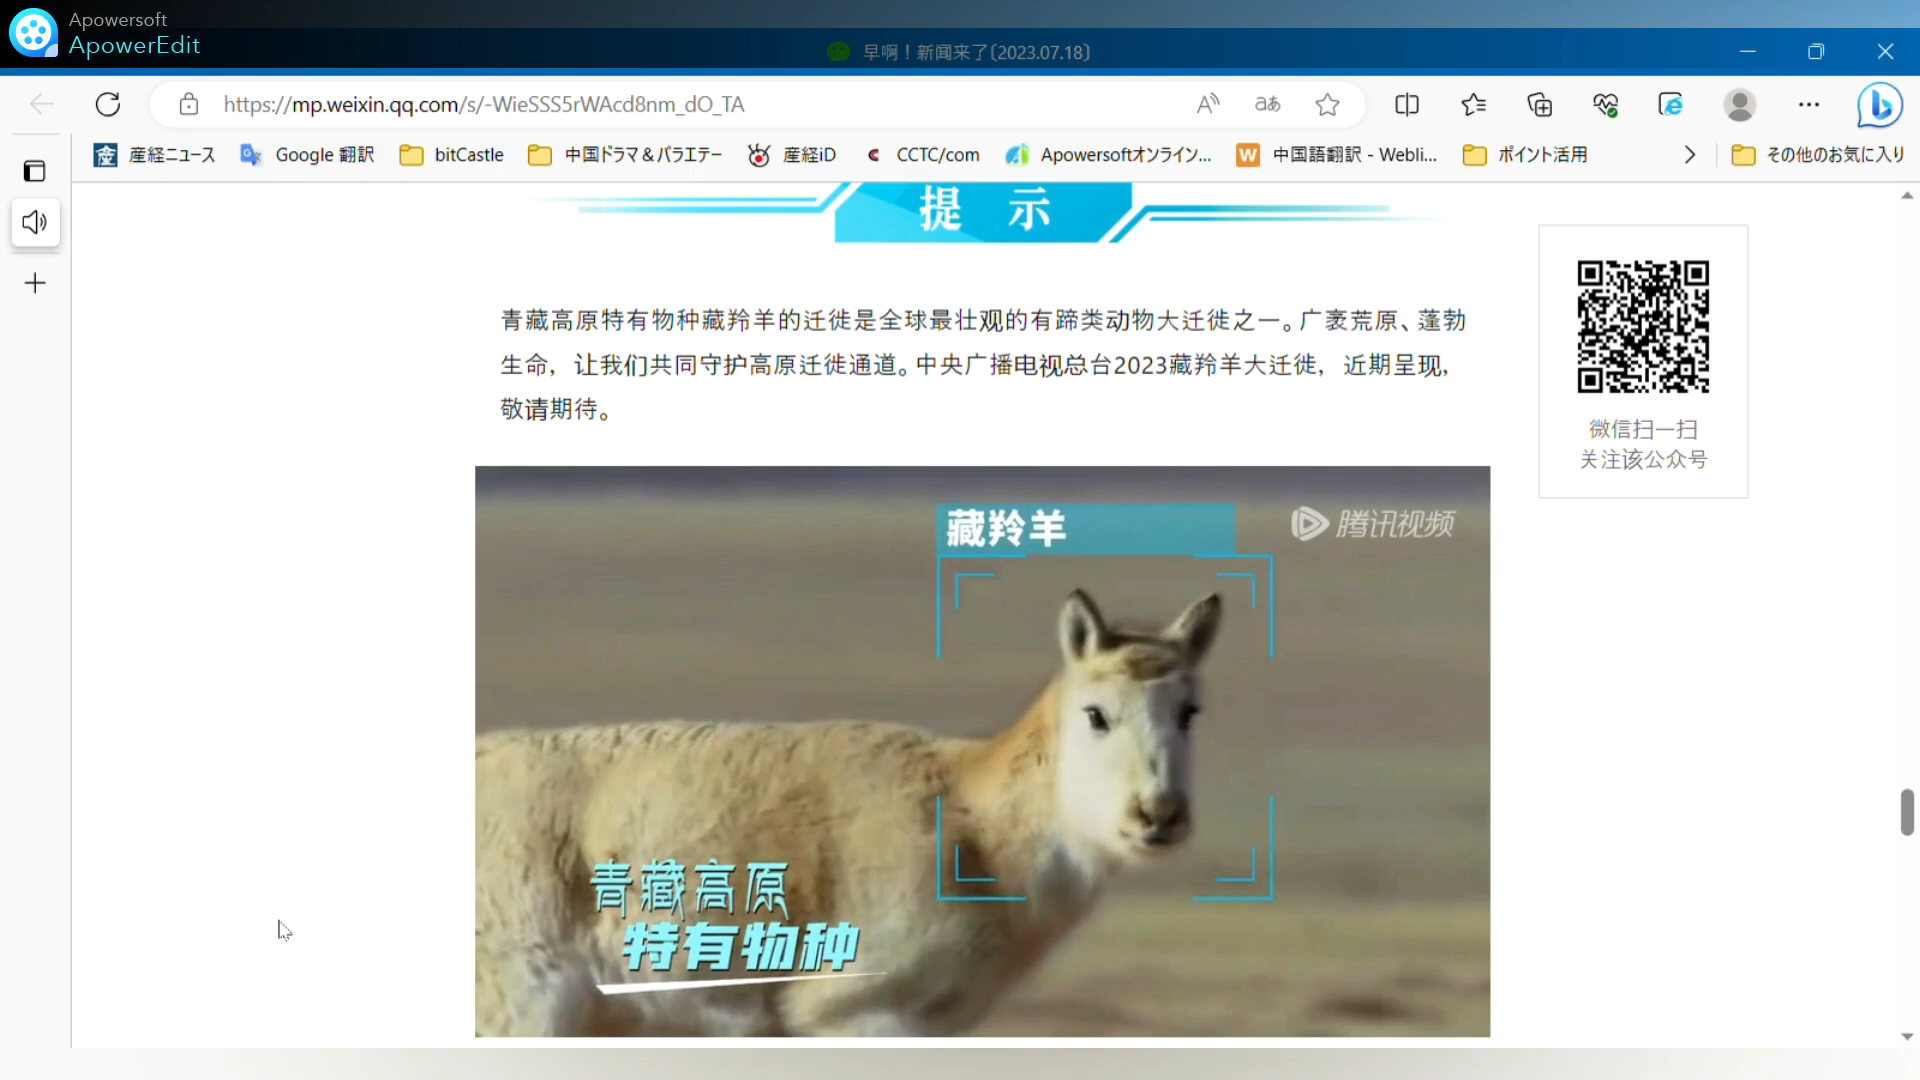 Apowersoft
ApowerEdit
早啊！新闻来了〔2023.07.18〕
https://mp.weixin.qq.com/s/-WieSSS5rWAcd8nm_dO_TA
産経ニュース
Google 翻訳
bitCastle
中国ドラマ＆バラエテー
産経iD
CCTC/com
Apowersoftオンライン...
中国語翻訳 - Webli...
ポイント活用
その他のお気に入り
提 示
青藏高原特有物种藏羚羊的迁徙是全球最壮观的有蹄类动物大迁徙之一。广袤荒原、蓬勃
生命，让我们共同守护高原迁徙通道。中央广播电视总台2023藏羚羊大迁徙，近期呈现，
敬请期待。
微信扫一扫
关注该公众号
藏羚羊
腾讯视频
青藏高原
特有物种